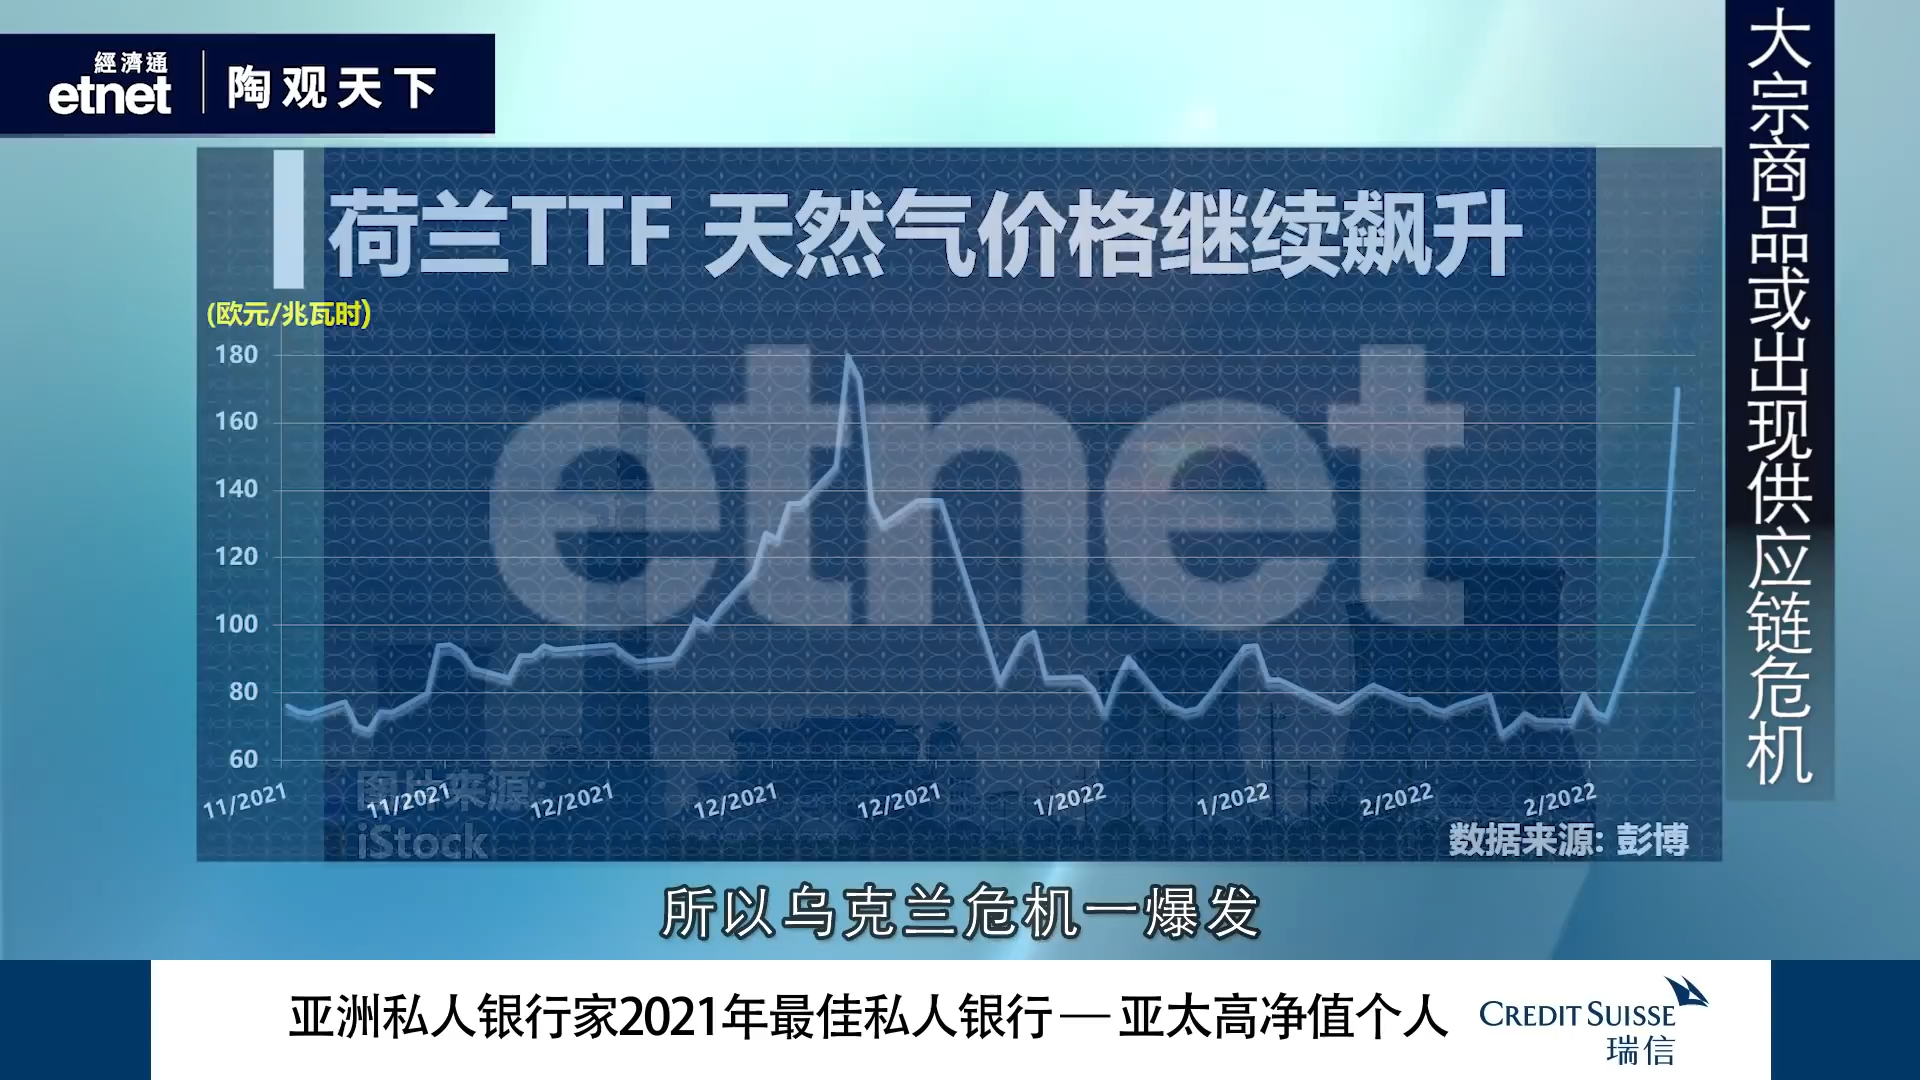 經濟通
etnet
陶观天下
大宗商品或出现供应链危机
荷兰TTF 天然气价格继续飙升
(欧元/兆瓦时)
180
160
140
120
100
80
60
etnet
11/2021 11/2021 12/2021 12/2021 12/2021 1/2022 1/2022 2/2022 2/2022
图片来源:
iStock
数据来源: 彭博
所以乌克兰危机一爆发
亚洲私人银行家2021年最佳私人银行 — 亚太高净值个人
CREDIT SUISSE
瑞信